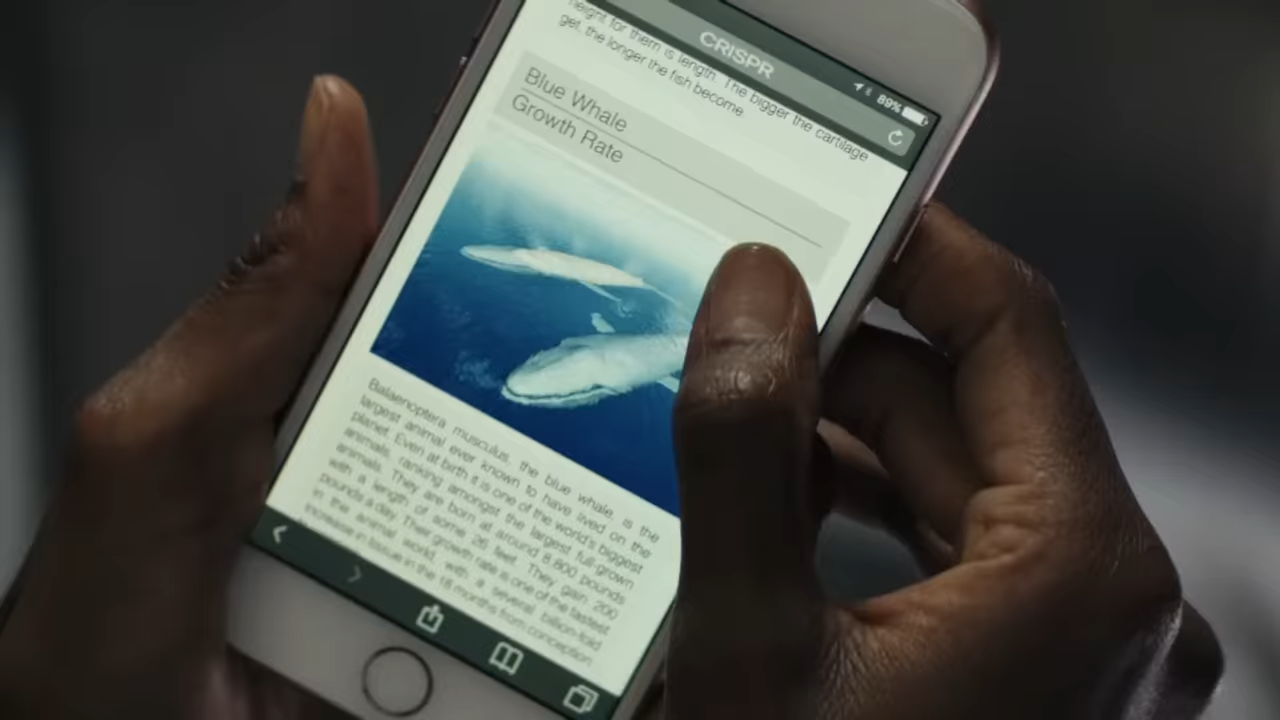 CRISPR
89%
height for them is length. The bigger the cartilage
get, the longer the fish become.
Blue Whale
Growth Rate
Balaenoptera musculus, the blue whale, is the
largest animal ever known to have lived on the
planet. Even at birth it is one of the world's biggest
animals, ranking amongst the largest full grown
animals. They are born at around 6,800 pounds
with a length of some 26 feet. They gain 200
pounds a day. Their growth rate is one of the fastest
in the animal world, with a several billion-fold
increase in tissue in the 18 months from conception